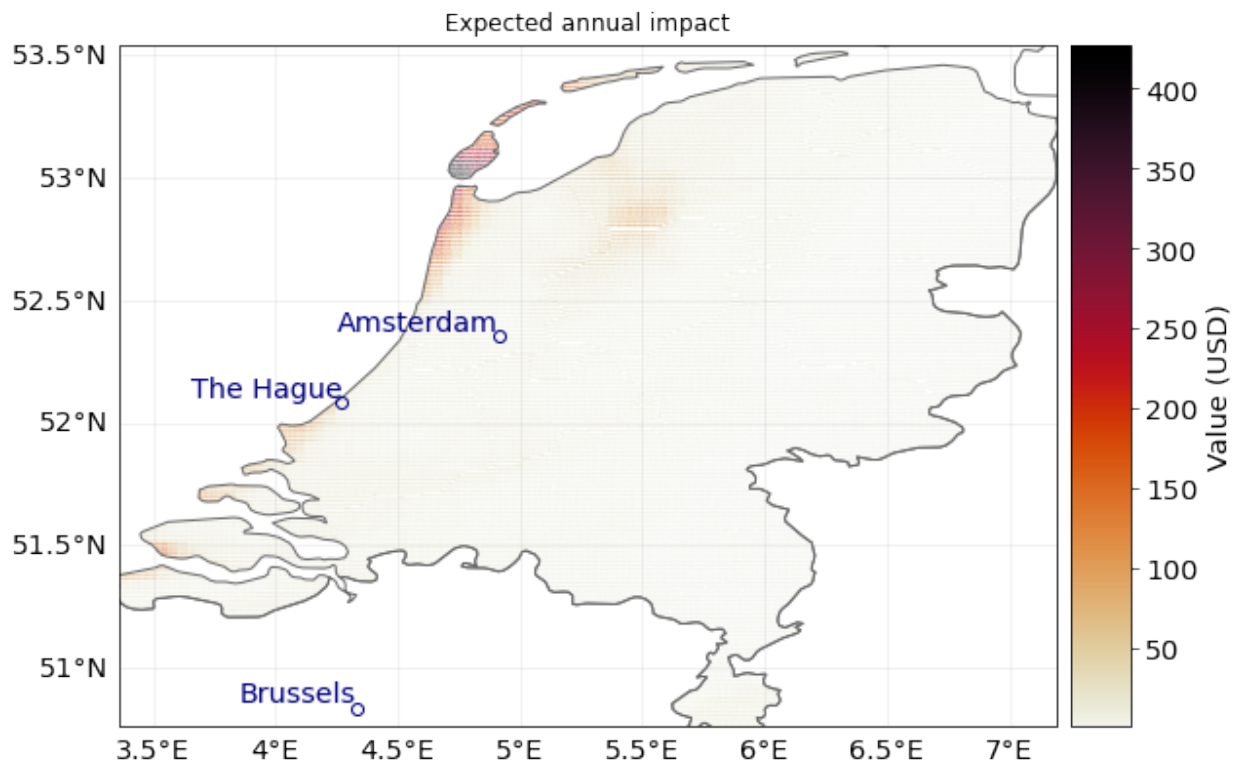 Expected annual impact
53.5°N
53°N
52.5°N
52°N
51.5°N
51°N
Amsterdam
The Hague
Brussels
3.5°E
4°E
4.5°E
5°E
5.5°E
6°E
6.5°E
7°E
400
350
300
250
200
150
100
50
Value (USD)